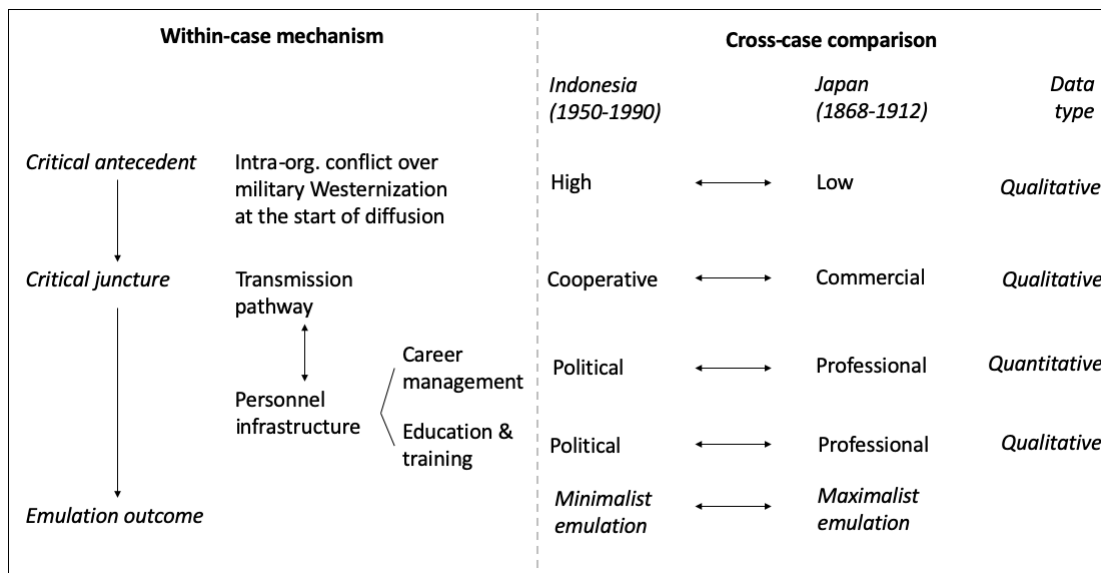 Within-case mechanism
Cross-case comparison
Indonesia
(1950-1990)
Japan
(1868-1912)
Data
type
Critical antecedent
Intra-org. conflict over
military Westernization
at the start of diffusion
High
Low
Qualitative
Critical juncture
Transmission
pathway
Cooperative
Commercial
Qualitative
Personnel
infrastructure
Career
management
Political
Professional
Quantitative
Education &
training
Political
Professional
Qualitative
Emulation outcome
Minimalist
emulation
Maximalist
emulation